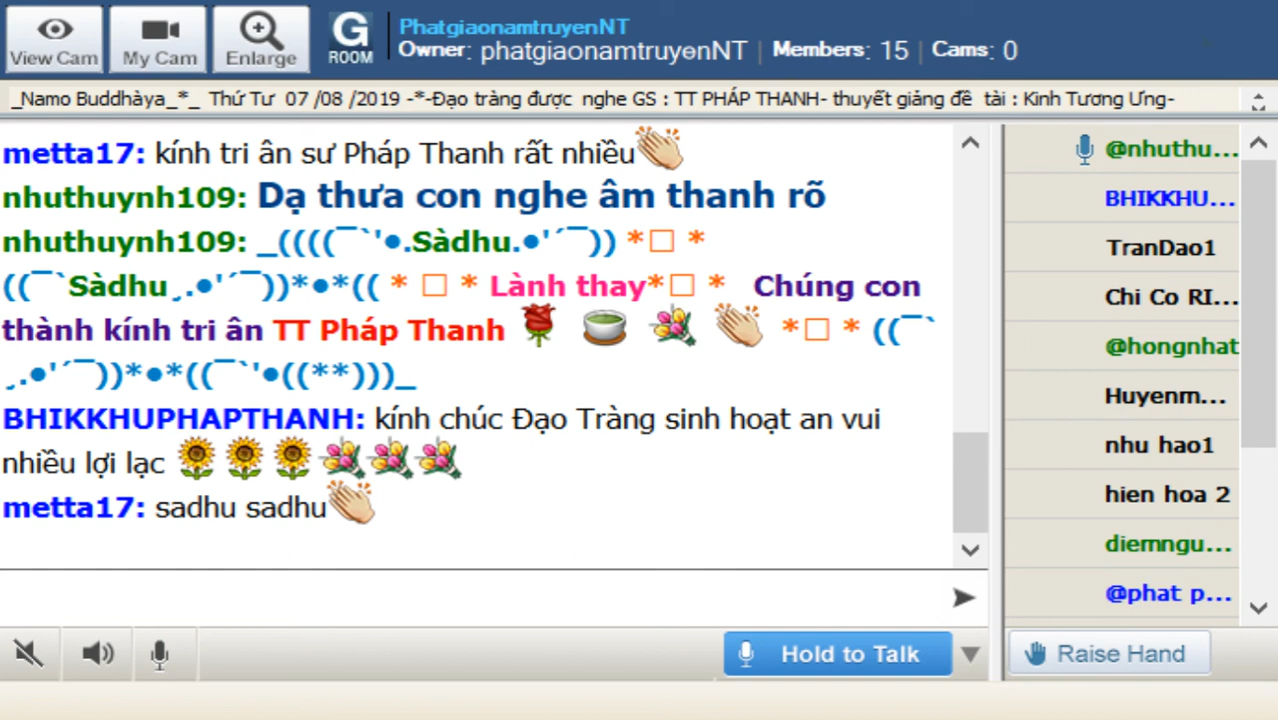 View Cam
My Cam
Enlarge
G
ROOM
PhatgiaonamtruyenNT
Owner: phatgiaonamtruyenNT | Members: 15 | Cams: 0
_Namo Buddhàya_*_ Thứ Tư 07 /08 /2019 -*-Đạo tràng được nghe GS : TT PHÁP THANH- thuyết giảng đề tài : Kinh Tương Ưng-
metta17: kính tri ân sư Pháp Thanh rất nhiều
nhuthuynh109: Dạ thưa con nghe âm thanh rõ
nhuthuynh109: _((((¯`'●.Sàdhu.●'´¯)) *□ *
((¯`Sàdhu¸.●'´¯))*●*(( * □ * Lành thay*□ * Chúng con
thành kính tri ân TT Pháp Thanh *□ * ((¯`
¸.●'´¯))*●*((¯`'●((**)))_
BHIKKHUPHAPTHANH: kính chúc Đạo Tràng sinh hoạt an vui
nhiều lợi lạc
metta17: sadhu sadhu
@nhuthu...
BHIKKHU...
TranDao1
Chi Co RI...
@hongnhat
Huyenm...
nhu hao1
hien hoa 2
diemngu...
@phat p...
Hold to Talk
Raise Hand